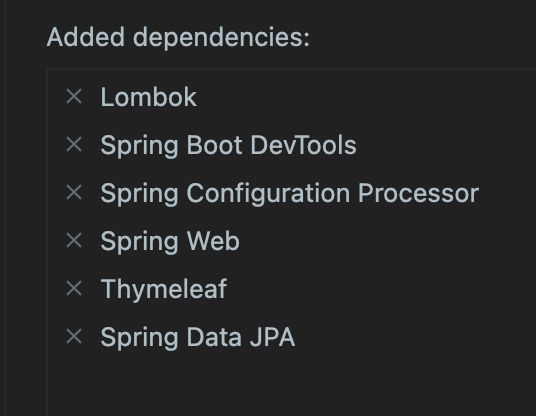 Added dependencies:
Lombok
Spring Boot DevTools
Spring Configuration Processor
Spring Web
Thymeleaf
Spring Data JPA